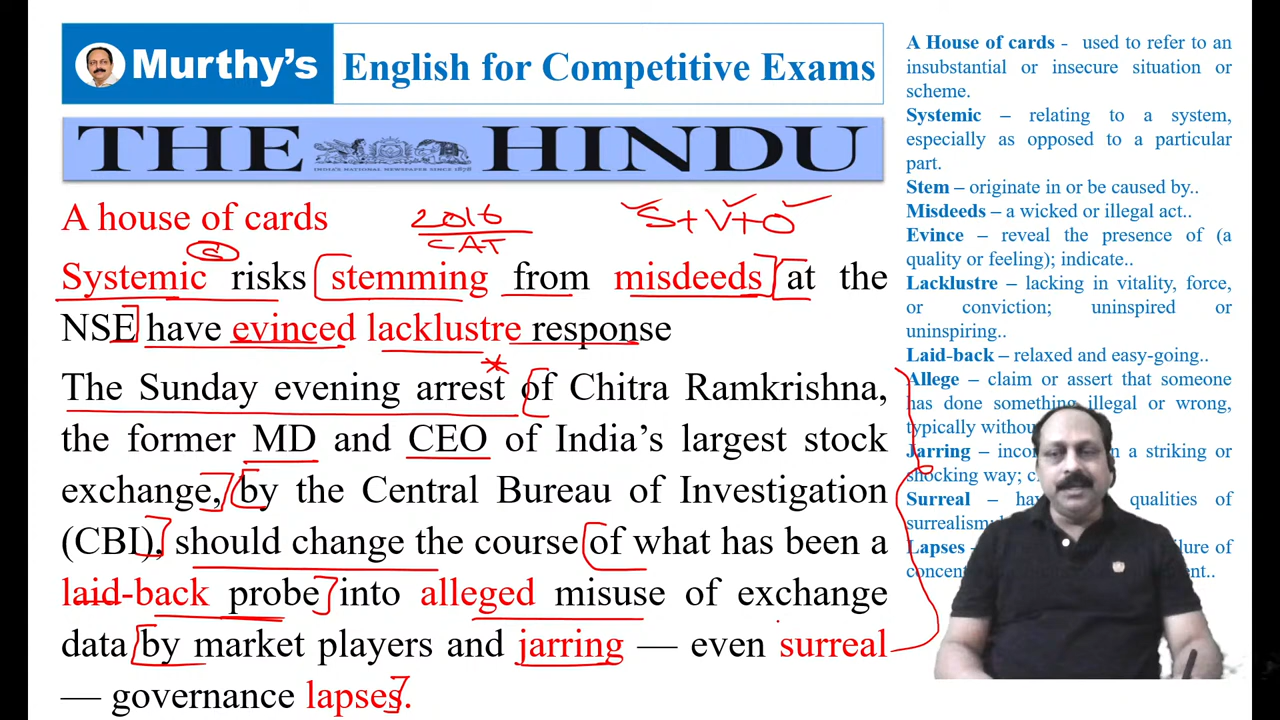 Murthy's
English for Competitive Exams
THE HINDU
INDIA'S NATIONAL NEWSPAPER SINCE 1878
A house of cards
2016
CAT
S+V+O
S
Systemic risks stemming from misdeeds at the
NSE have evinced lacklustre response
The Sunday evening arrest of Chitra Ramkrishna,
the former MD and CEO of India's largest stock
exchange, by the Central Bureau of Investigation
(CBI), should change the course of what has been a
laid-back probe into alleged misuse of exchange
data by market players and jarring — even surreal
— governance lapses.
A House of cards - used to refer to an
insubstantial or insecure situation or
scheme.
Systemic – relating to a system,
especially as opposed to a particular
part.
Stem – originate in or be caused by..
Misdeeds – a wicked or illegal act..
Evince – reveal the presence of (a
quality or feeling); indicate..
Lacklustre – lacking in vitality, force,
or conviction; uninspired or
uninspiring..
Laid-back – relaxed and easy-going..
Allege – claim or assert that someone
has done something illegal or wrong,
typically
Jarring – in a striking or
shocking way;
Surreal – qualities of
Lapses – of